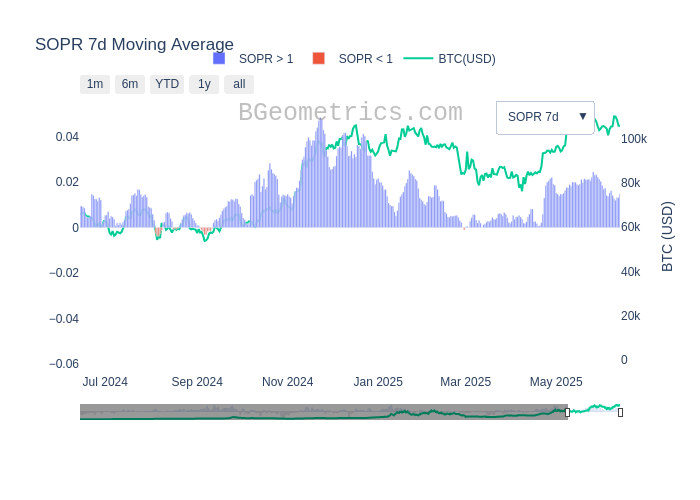 SOPR 7d Moving Average
SOPR > 1
SOPR < 1
BTC(USD)
1m
6m
YTD
1y
all
BGeometrics.com
SOPR 7d ▼
0.04
0.02
0
−0.02
−0.04
−0.06
100k
80k
60k
40k
20k
0
BTC (USD)
Jul 2024
Sep 2024
Nov 2024
Jan 2025
Mar 2025
May 2025